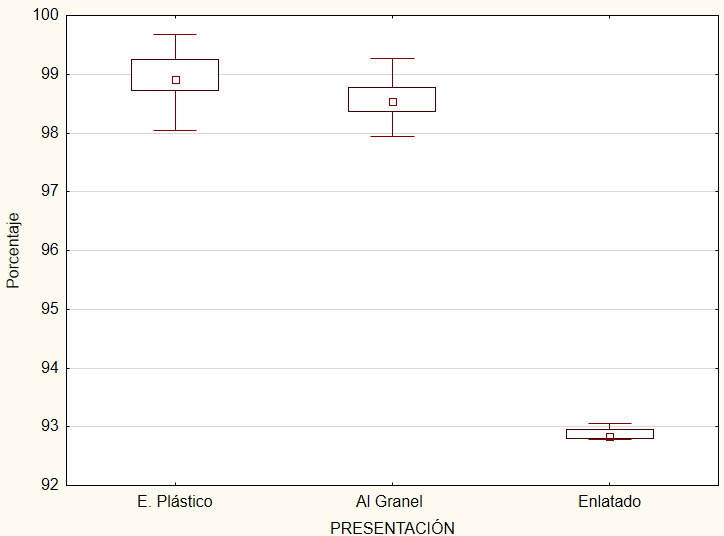 100
99
98
97
96
95
94
93
92
Porcentaje
E. Plástico
Al Granel
Enlatado
PRESENTACIÓN